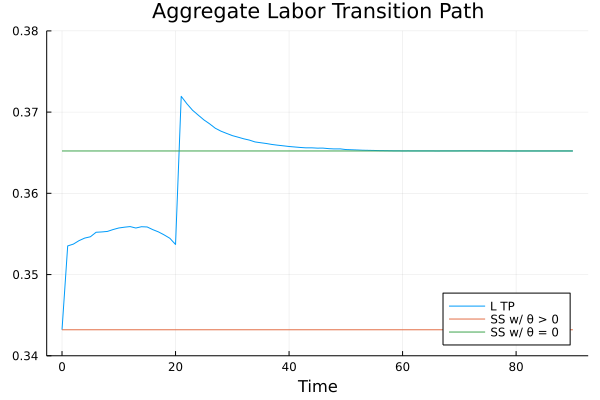 Aggregate Labor Transition Path
0.38
0.37
0.36
0.35
0.34
0 20 40 60 80
Time
L TP
SS w/ θ > 0
SS w/ θ = 0